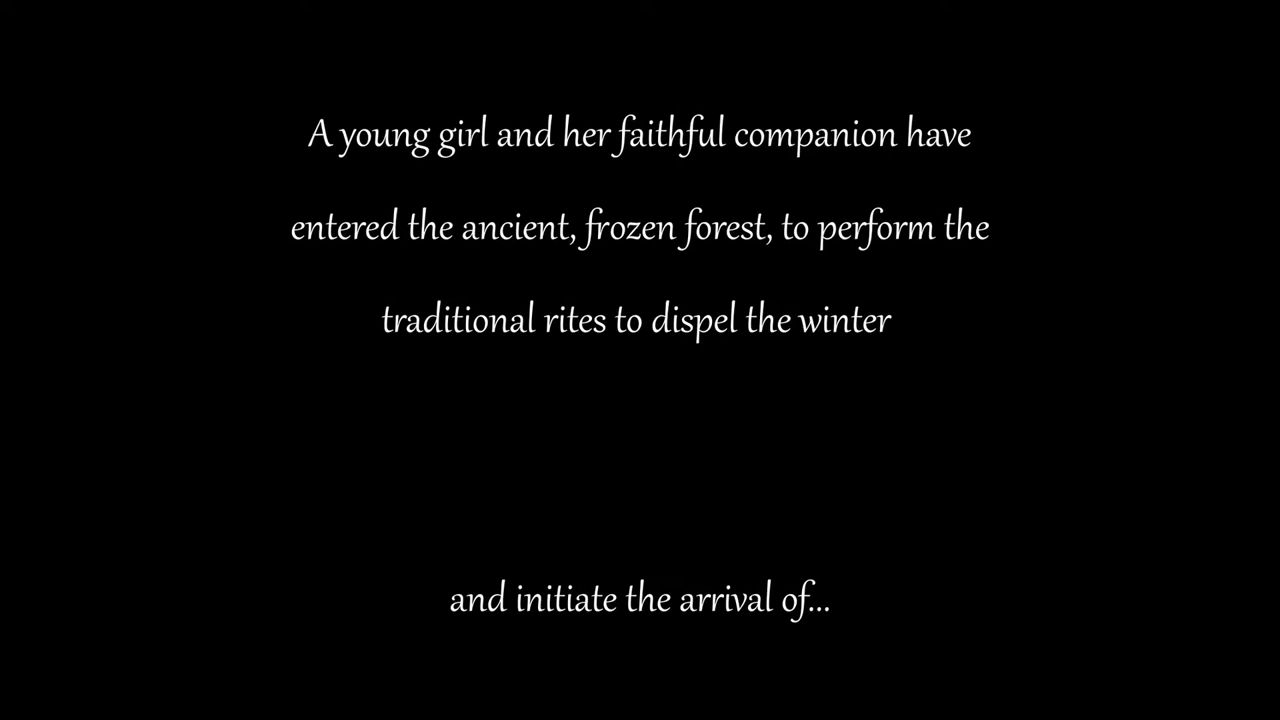 A young girl and her faithful companion have
entered the ancient, frozen forest, to perform the
traditional rites to dispel the winter
and initiate the arrival of...